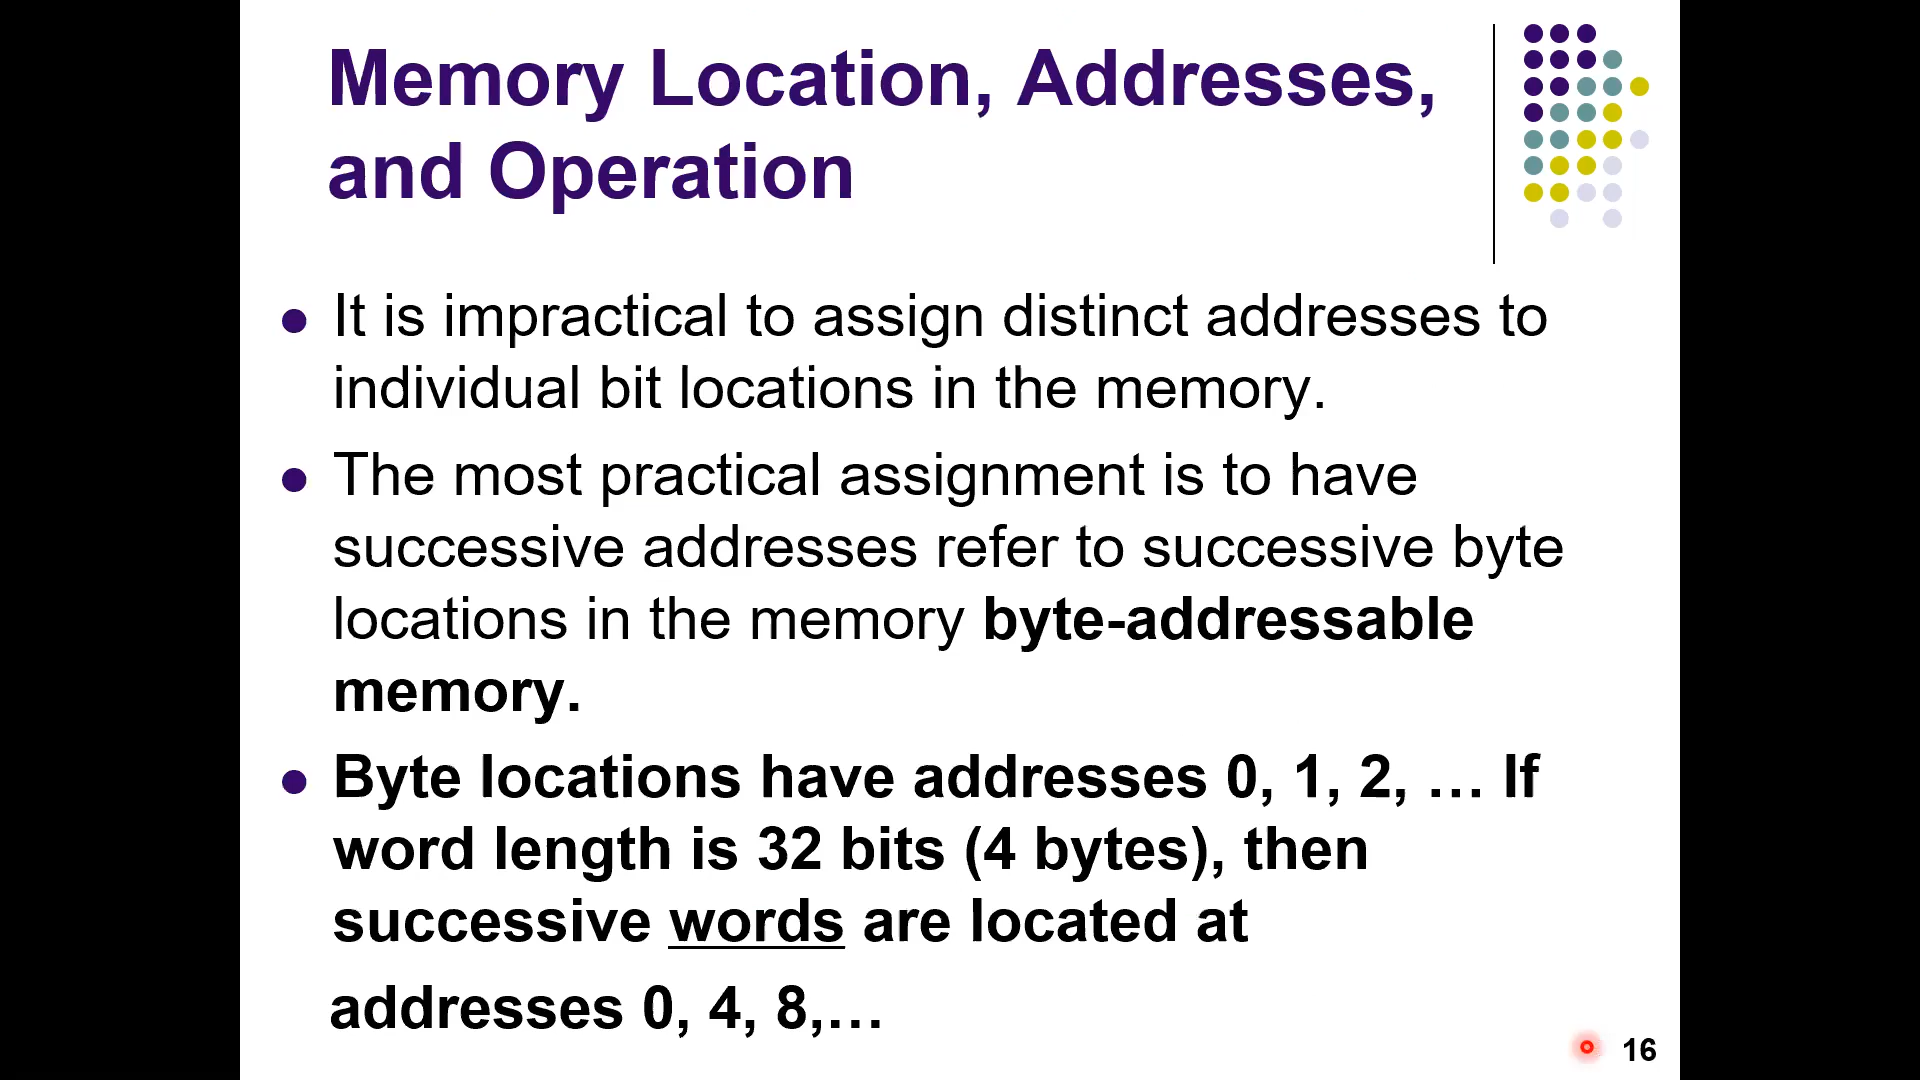 Memory Location, Addresses,
and Operation
It is impractical to assign distinct addresses to
individual bit locations in the memory.
The most practical assignment is to have
successive addresses refer to successive byte
locations in the memory byte-addressable
memory.
Byte locations have addresses 0, 1, 2, … If
word length is 32 bits (4 bytes), then
successive words are located at
addresses 0, 4, 8,…
16